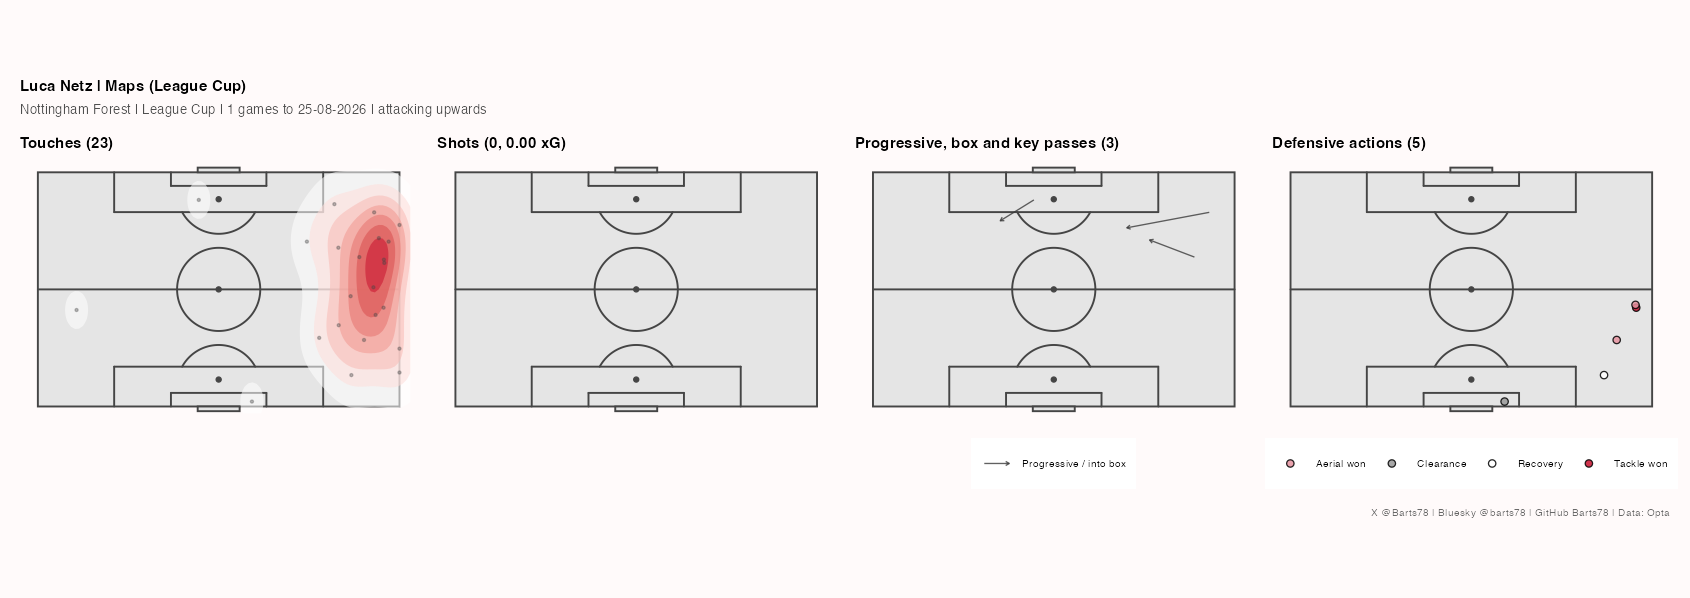 Luca Netz | Maps (League Cup)
Nottingham Forest | League Cup | 1 games to 25-08-2026 | attacking upwards
Touches (23)
Shots (0, 0.00 xG)
Progressive, box and key passes (3)
Defensive actions (5)
Progressive / into box
Aerial won
Clearance
Recovery
Tackle won
X @Barts78 | Bluesky @barts78 | GitHub Barts78 | Data: Opta